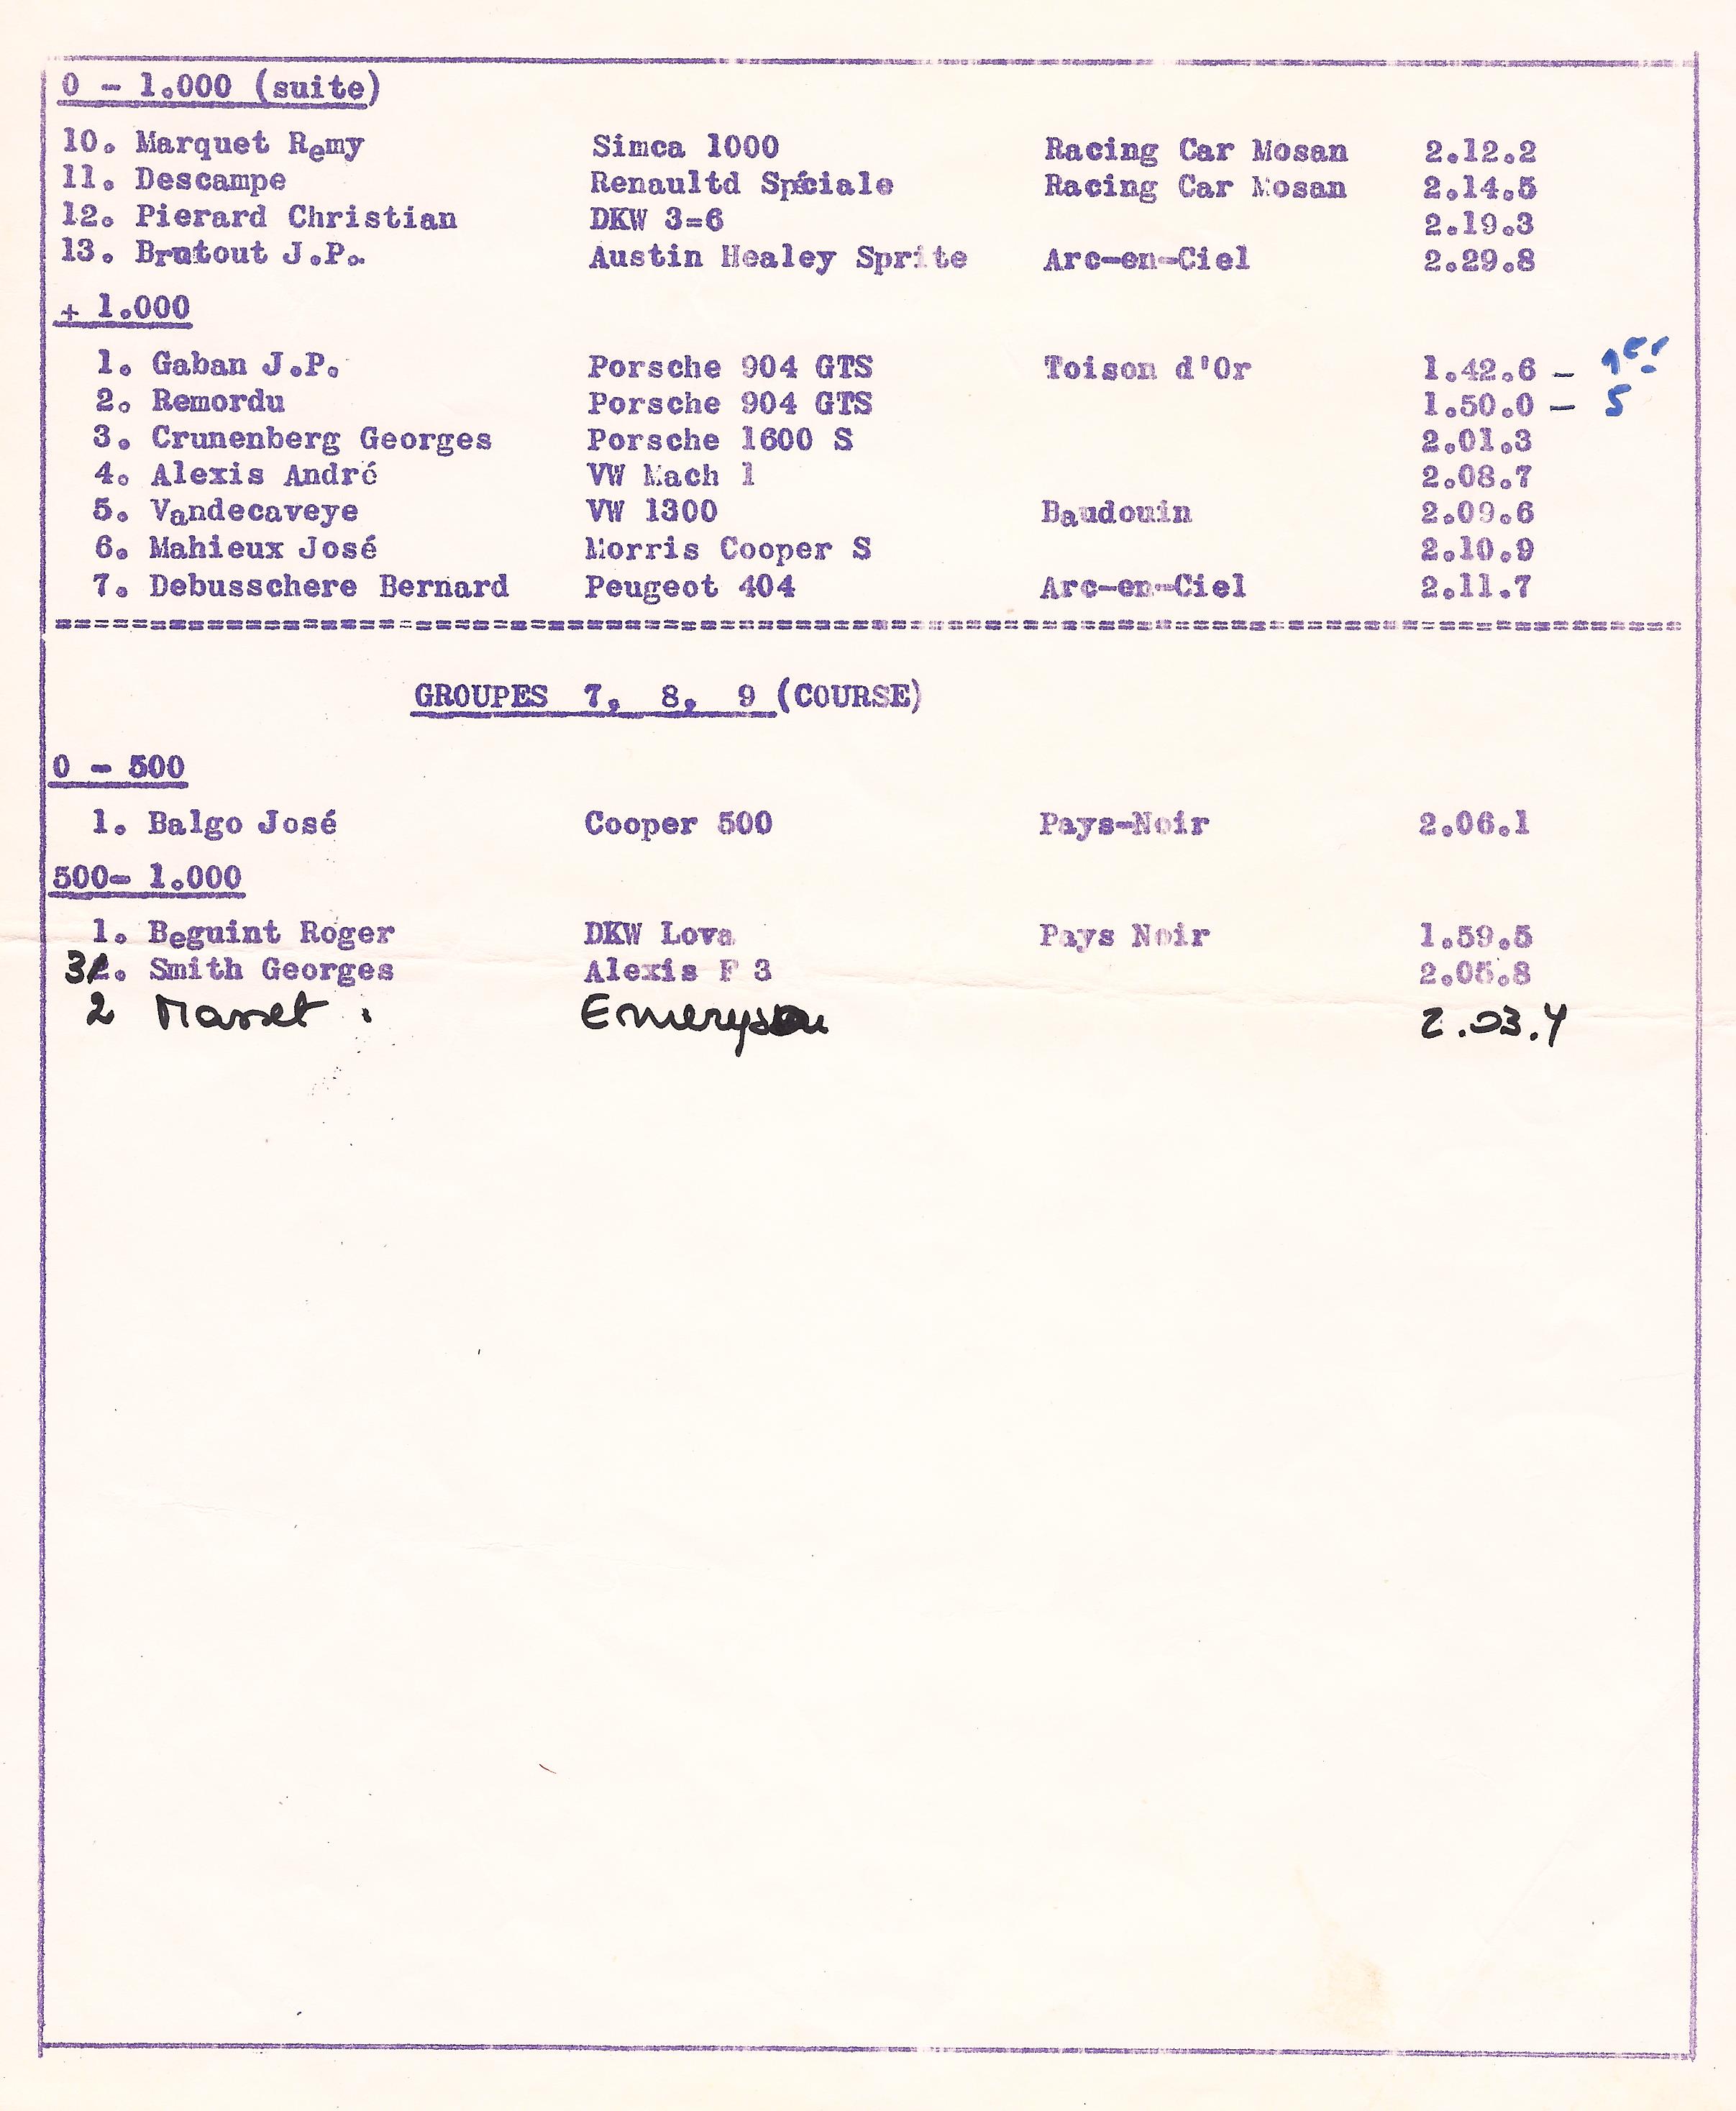 0 - 1.000 (suite)
10. Marquet Remy Simca 1000 Racing Car Mosan 2.12.2
11. Descampe Renaultd Spéciale Racing Car Mosan 2.14.5
12. Pierard Christian DKW 3=6 2.19.3
13. Brutout J.P. Austin Healey Sprite Arc-en-Ciel 2.29.8
+ 1.000
1. Gaban J.P. Porsche 904 GTS Toison d'Or 1.42.6 - 1er
2. Remordu Porsche 904 GTS 1.50.0 - 5
3. Crunenberg Georges Porsche 1600 S 2.01.3
4. Alexis André VW Mach 1 2.08.7
5. Vandecaveye VW 1300 Baudouin 2.09.6
6. Mahieux José Morris Cooper S 2.10.9
7. Debusschere Bernard Peugeot 404 Arc-en-Ciel 2.11.7
GROUPES 7, 8, 9 (COURSE)
0 - 500
1. Balgo José Cooper 500 Pays-Noir 2.06.1
500- 1.000
1. Beguint Roger DKW Lova Pays Noir 1.59.5
3. Smith Georges Alexis F 3 2.05.8
2 Masset Emeryson 2.03.4